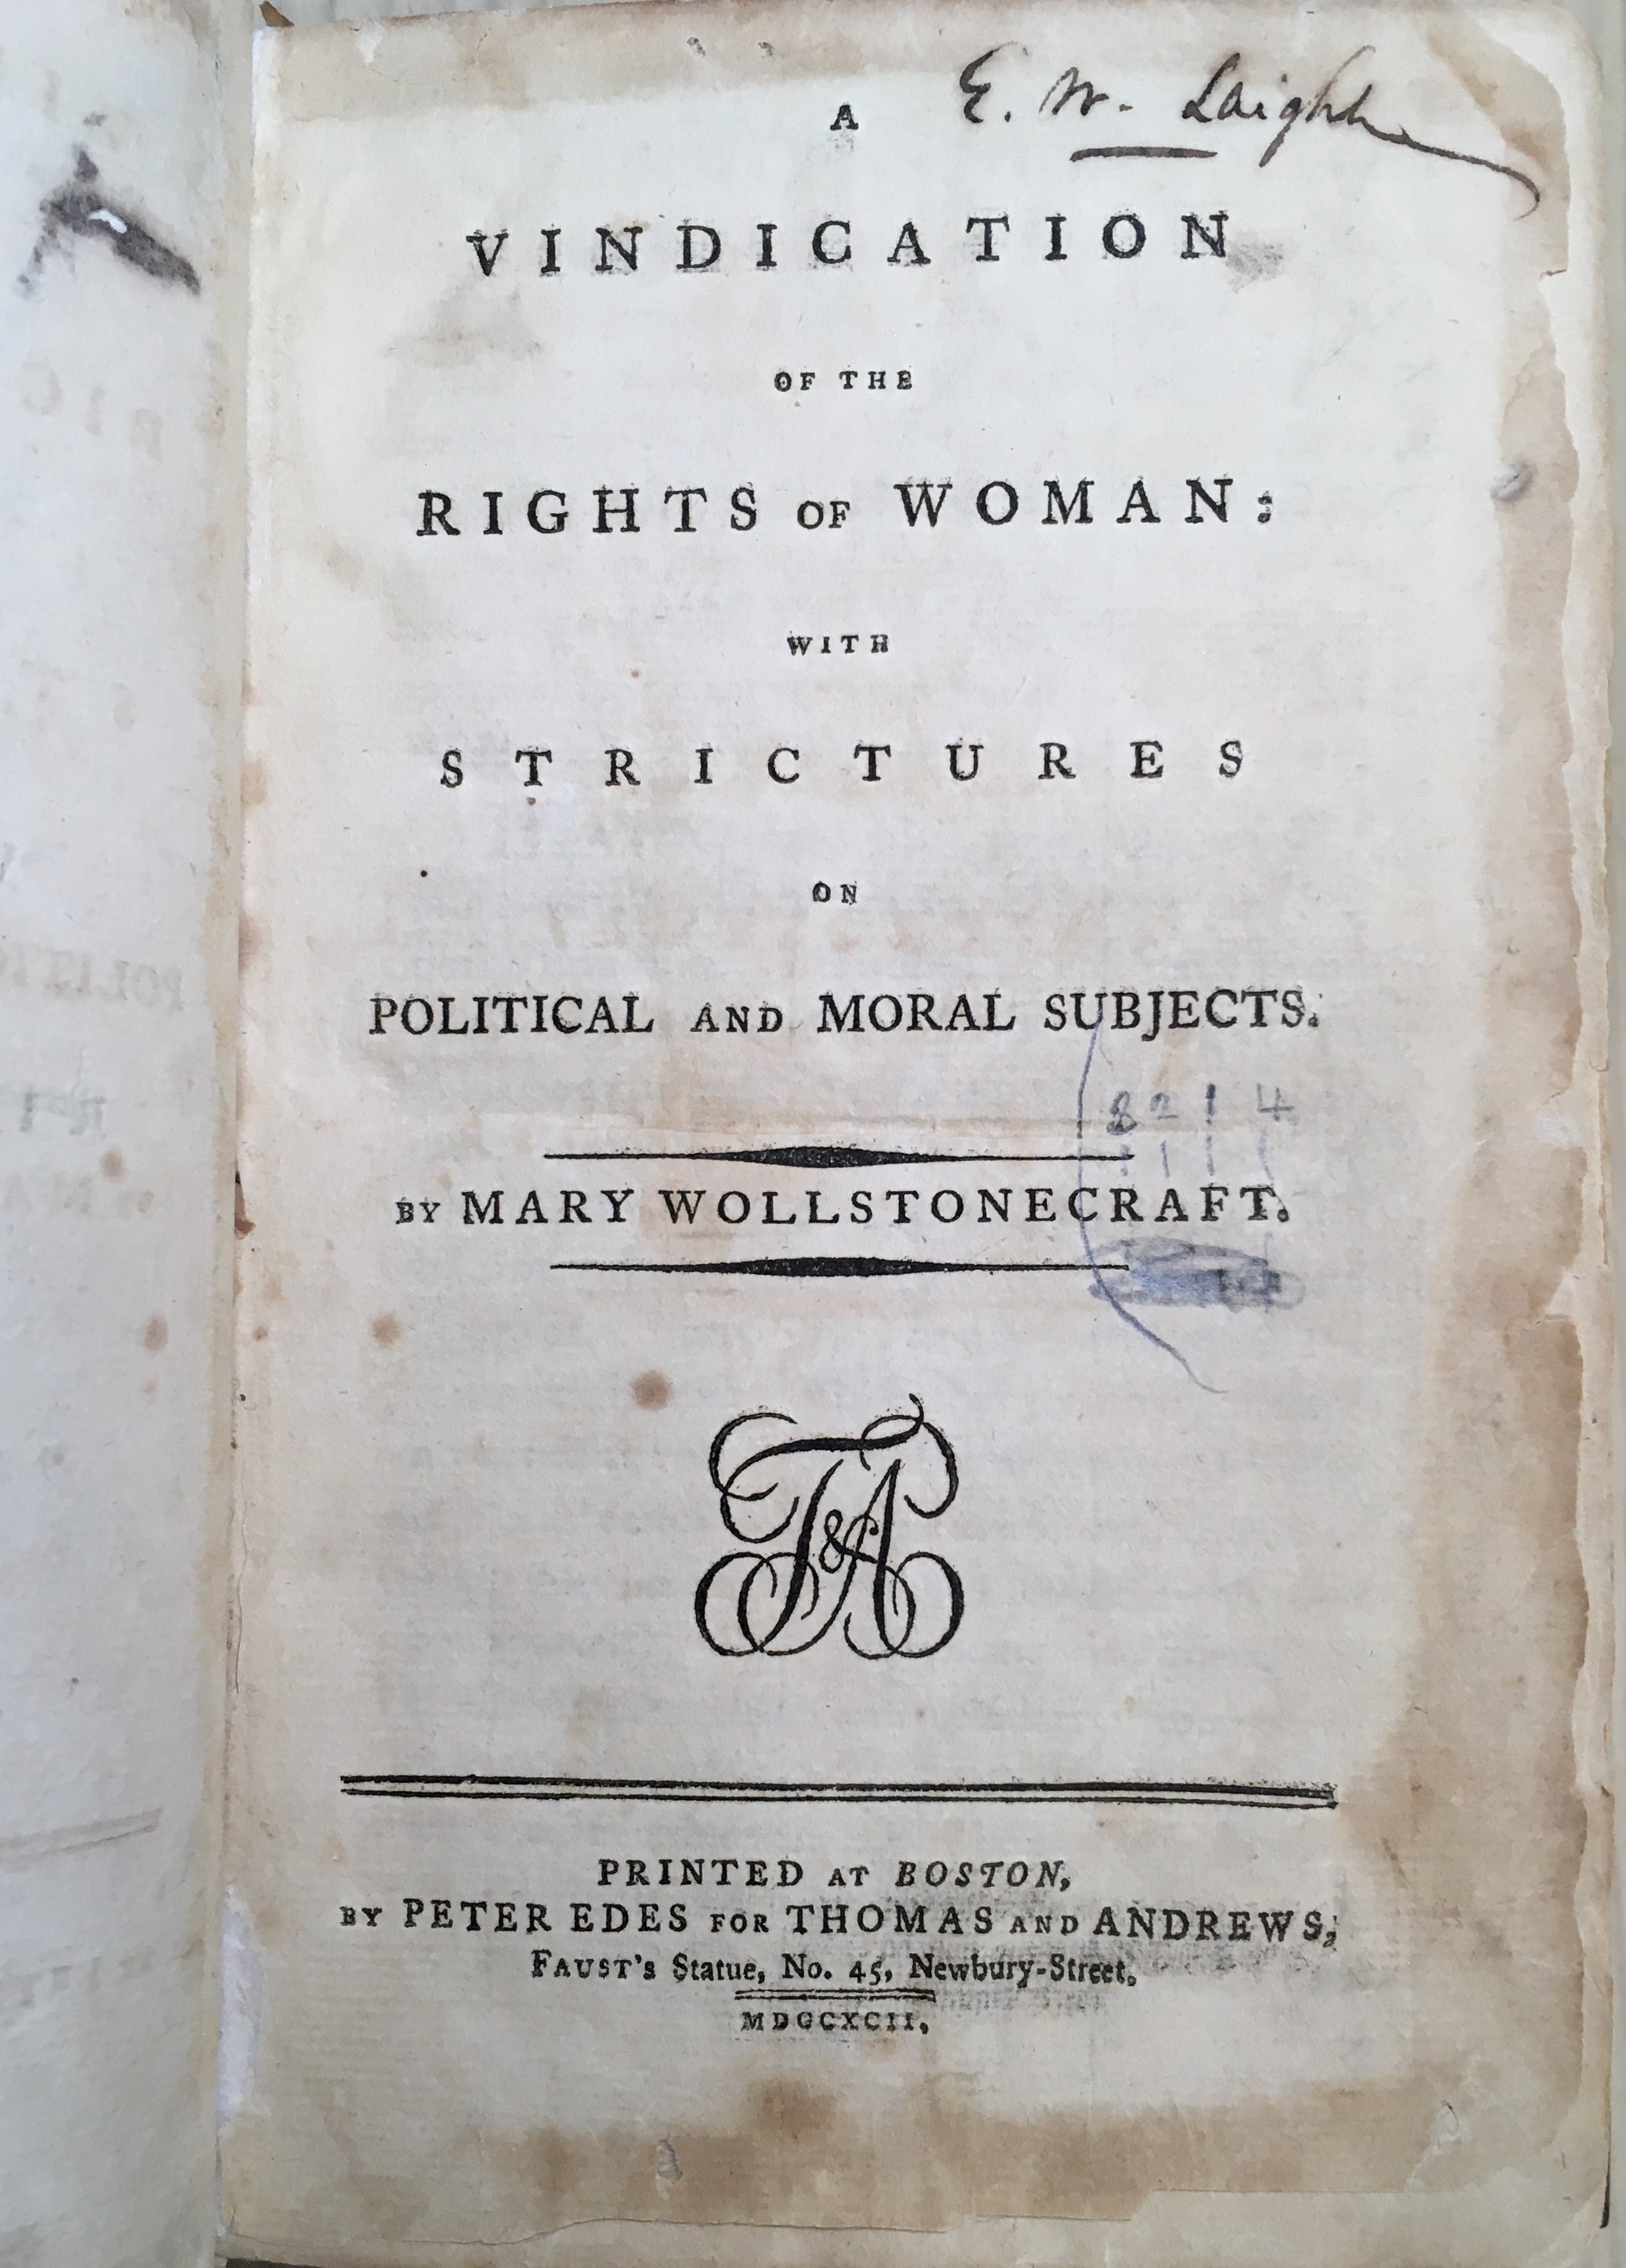 E. W. Laight
A
VINDICATION
OF THE
RIGHTS OF WOMAN:
WITH
STRICTURES
ON
POLITICAL AND MORAL SUBJECTS.
8214
BY MARY WOLLSTONECRAFT.
T&A
PRINTED AT BOSTON,
BY PETER EDES FOR THOMAS AND ANDREWS,
FAUST'S Statue, No. 45, Newbury-Street,
MDCCXCII,